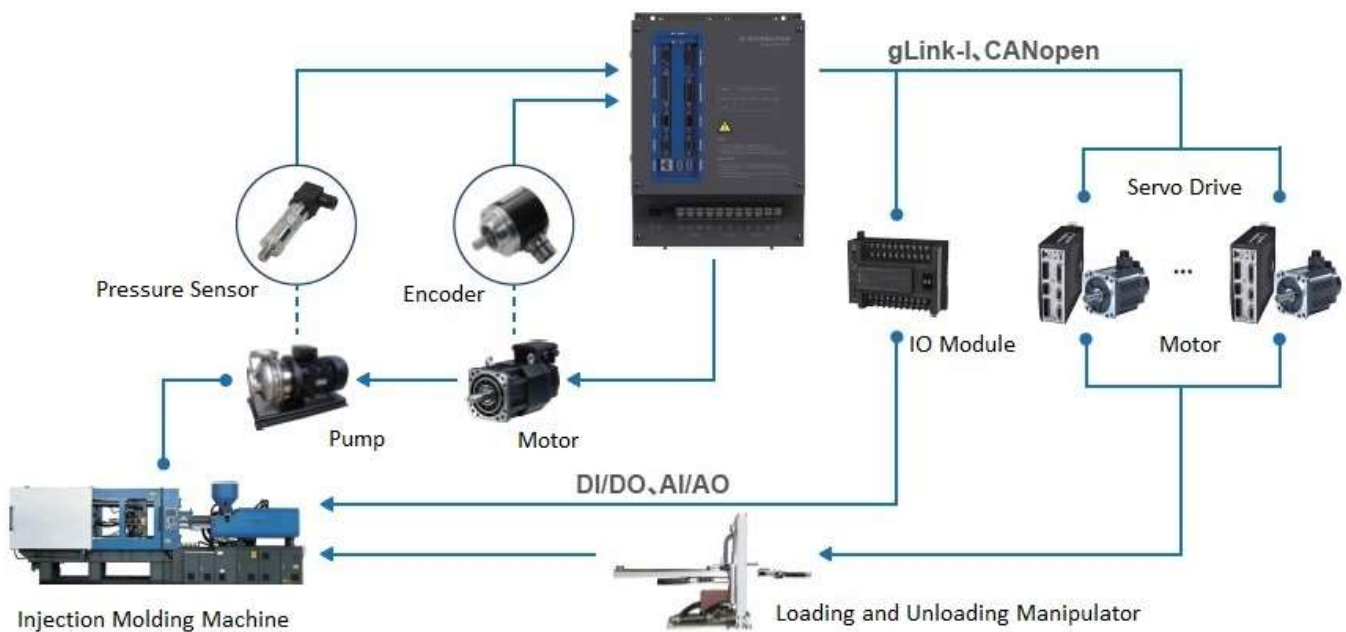 gLink-I、CANopen
Servo Drive
Pressure Sensor
Encoder
IO Module
Motor
Pump
Motor
DI/DO、AI/AO
Injection Molding Machine
Loading and Unloading Manipulator